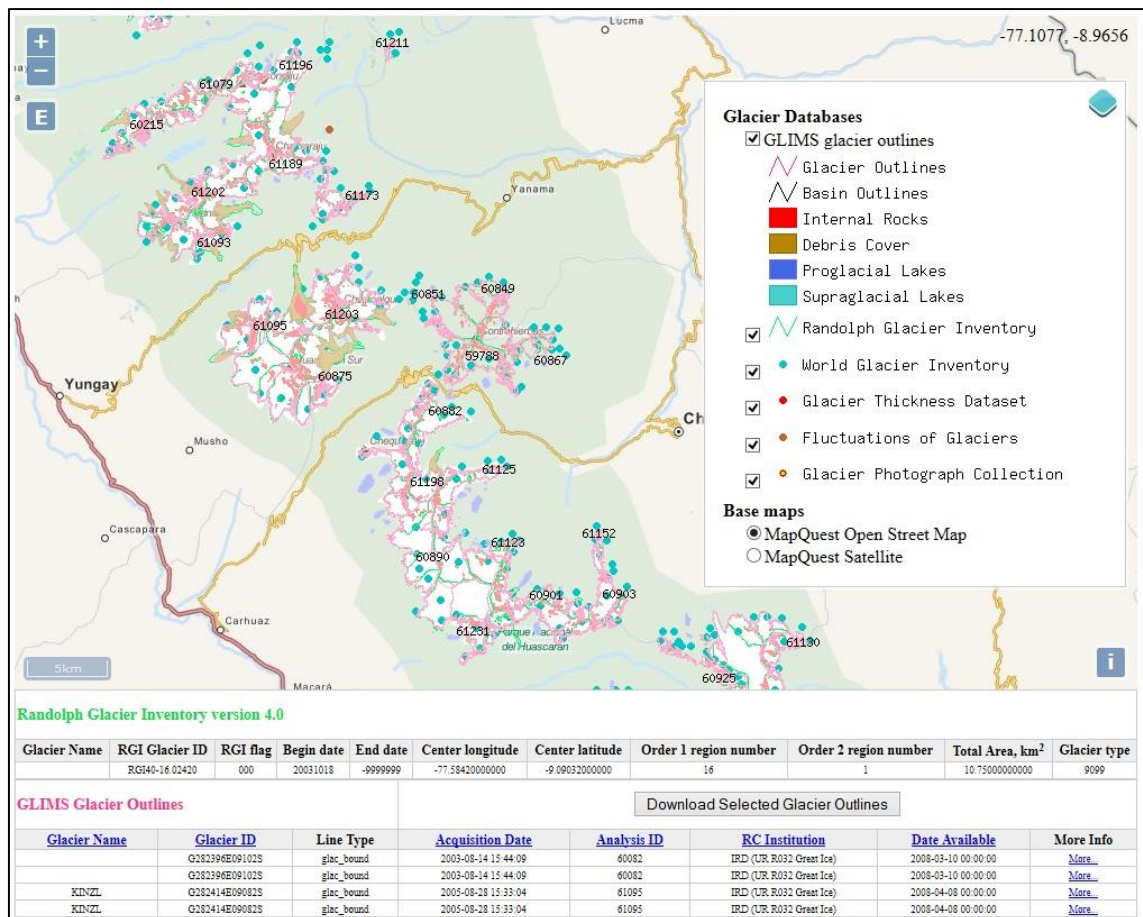 Lucma
+
−
E
-77.1077, -8.9656
61211
61196
61079
60215
61189
61202
61173
61093
Yanama
60851
60849
61203
61095
59788
60867
60875
Yungay
Musho
60882
Ch
61125
61198
Cascapara
61123
61152
60890
60901
60903
Carhuaz
61231
Parque Nacional
del Huascaran
61130
60925
5km
i
Macará
Glacier Databases
GLIMS glacier outlines
Glacier Outlines
Basin Outlines
Internal Rocks
Debris Cover
Proglacial Lakes
Supraglacial Lakes
Randolph Glacier Inventory
World Glacier Inventory
Glacier Thickness Dataset
Fluctuations of Glaciers
Glacier Photograph Collection
Base maps
MapQuest Open Street Map
MapQuest Satellite
Randolph Glacier Inventory version 4.0
Glacier Name RGI Glacier ID RGI flag Begin date End date Center longitude Center latitude Order 1 region number Order 2 region number Total Area, km² Glacier type
RGI40-16.02420 000 20031018 -9999999 -77.58420000000 -9.09032000000 16 1 10.75000000000 9099
GLIMS Glacier Outlines Download Selected Glacier Outlines
Glacier Name Glacier ID Line Type Acquisition Date Analysis ID RC Institution Date Available More Info
G282396E09102S glac_bound 2003-08-14 15:44:09 60082 IRD (UR R032 Great Ice) 2008-03-10 00:00:00 More...
G282396E09102S glac_bound 2003-08-14 15:44:09 60082 IRD (UR R032 Great Ice) 2008-03-10 00:00:00 More...
KINZL G282414E09082S glac_bound 2005-08-28 15:33:04 61095 IRD (UR R032 Great Ice) 2008-04-08 00:00:00 More...
KINZL G282414E09082S glac_bound 2005-08-28 15:33:04 61095 IRD (UR R032 Great Ice) 2008-04-08 00:00:00 More...